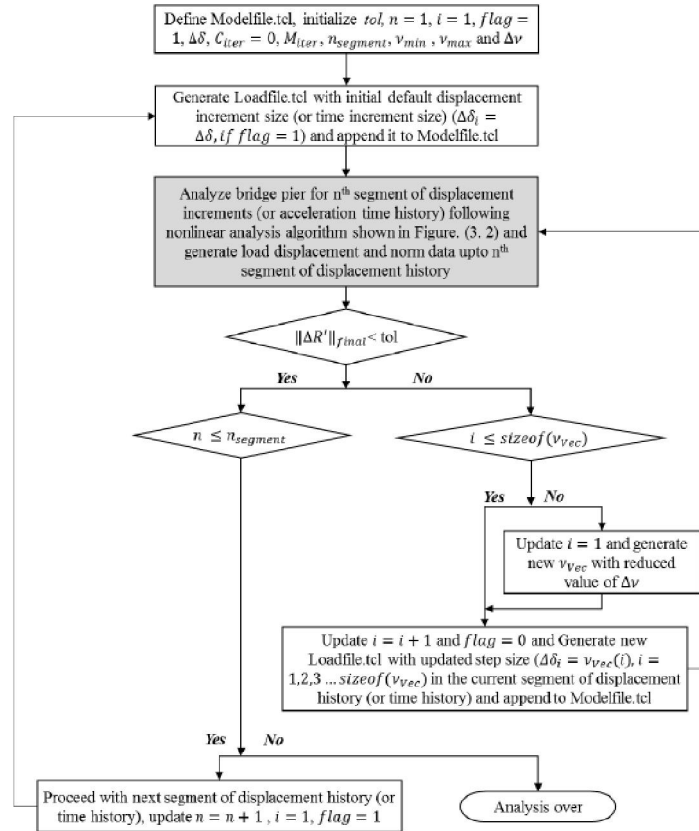 Define Modelfile.tcl, initialize tol, n = 1, i = 1, flag =
1, Δδ, C_iter = 0, M_iter, n_segment, ν_min , ν_max and Δν
Generate Loadfile.tcl with initial default displacement
increment size (or time increment size) (Δδ_i =
Δδ, if flag = 1) and append it to Modelfile.tcl
Analyze bridge pier for n^th segment of displacement
increments (or acceleration time history) following
nonlinear analysis algorithm shown in Figure. (3. 2) and
generate load displacement and norm data upto n^th
segment of displacement history
‖ΔR'‖_final < tol
Yes No
n ≤ n_segment
i ≤ sizeof(ν_Vec)
Yes No
Update i = 1 and generate
new ν_Vec with reduced
value of Δν
Update i = i + 1 and flag = 0 and Generate new
Loadfile.tcl with updated step size (Δδ_i = ν_Vec(i), i =
1,2,3 ... sizeof(ν_Vec) in the current segment of displacement
history (or time history) and append to Modelfile.tcl
Yes No
Proceed with next segment of displacement history (or
time history), update n = n + 1 , i = 1, flag = 1
Analysis over